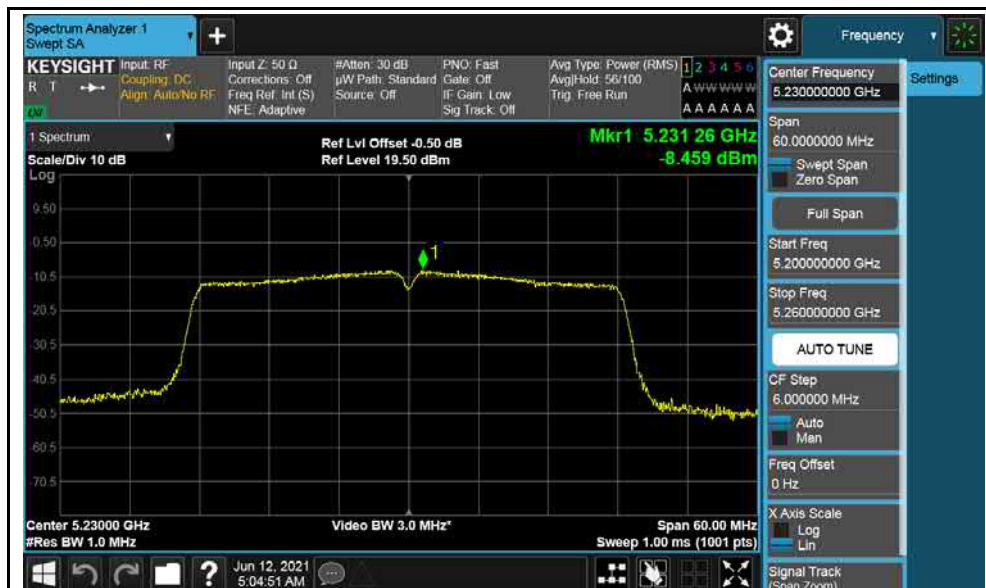 Spectrum Analyzer 1
Swept SA
+
Frequency
KEYSIGHT
R T
Input: RF
Coupling: DC
Align: Auto/No RF
Input Z: 50 Ω
Corrections: Off
Freq Ref: Int (S)
NFE: Adaptive
#Atten: 30 dB
µW Path: Standard
Source: Off
PNO: Fast
Gate: Off
IF Gain: Low
Sig Track: Off
Avg Type: Power (RMS)
Avg|Hold: 56/100
Trig: Free Run
1 2 3 4 5 6
A W W W W W
A A A A A A
1 Spectrum
Scale/Div 10 dB
Log
Ref Lvl Offset -0.50 dB
Ref Level 19.50 dBm
Mkr1 5.231 26 GHz
-8.459 dBm
9.50
-0.50
-10.5
-20.5
-30.5
-40.5
-50.5
-60.5
-70.5
1
Center 5.23000 GHz
#Res BW 1.0 MHz
Video BW 3.0 MHz*
Span 60.00 MHz
Sweep 1.00 ms (1001 pts)
?
Jun 12, 2021
5:04:51 AM
Center Frequency
5.230000000 GHz
Settings
Span
60.0000000 MHz
Swept Span
Zero Span
Full Span
Start Freq
5.200000000 GHz
Stop Freq
5.260000000 GHz
AUTO TUNE
CF Step
6.000000 MHz
Auto
Man
Freq Offset
0 Hz
X Axis Scale
Log
Lin
Signal Track
(Span Zoom)